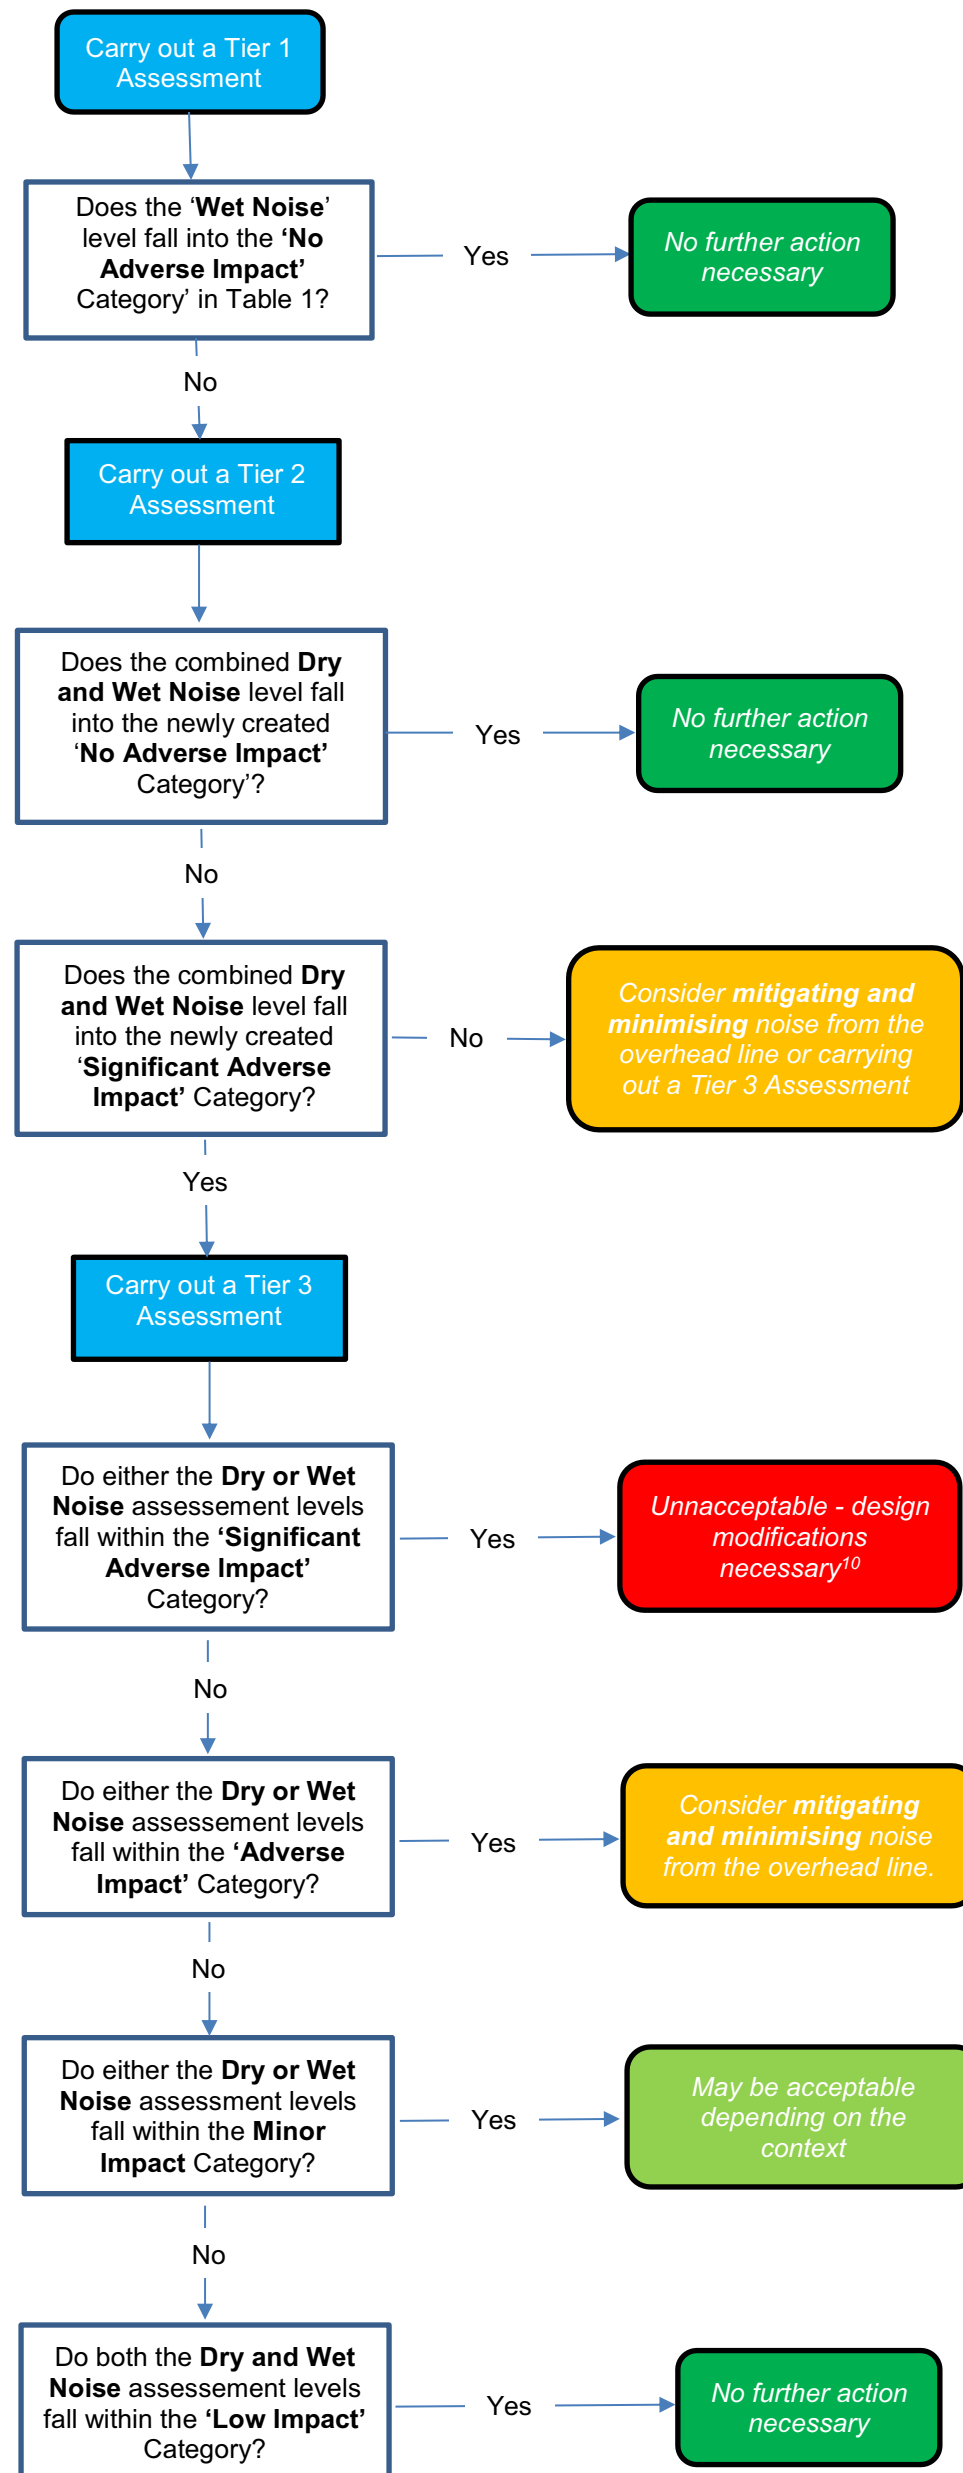 Carry out a Tier 1
Assessment
Does the ‘Wet Noise’
level fall into the ‘No
Adverse Impact’
Category’ in Table 1?
Yes
No further action
necessary
No
Carry out a Tier 2
Assessment
Does the combined Dry
and Wet Noise level fall
into the newly created
‘No Adverse Impact’
Category’?
Yes
No further action
necessary
No
Does the combined Dry
and Wet Noise level fall
into the newly created
‘Significant Adverse
Impact’ Category?
No
Consider mitigating and
minimising noise from the
overhead line or carrying
out a Tier 3 Assessment
Yes
Carry out a Tier 3
Assessment
Do either the Dry or Wet
Noise assessement levels
fall within the ‘Significant
Adverse Impact’
Category?
Yes
Unnacceptable - design
modifications
necessary10
No
Do either the Dry or Wet
Noise assessement levels
fall within the ‘Adverse
Impact’ Category?
Yes
Consider mitigating
and minimising noise
from the overhead line.
No
Do either the Dry or Wet
Noise assessment levels
fall within the Minor
Impact Category?
Yes
May be acceptable
depending on the
context
No
Do both the Dry and Wet
Noise assessement levels
fall within the ‘Low Impact’
Category?
Yes
No further action
necessary